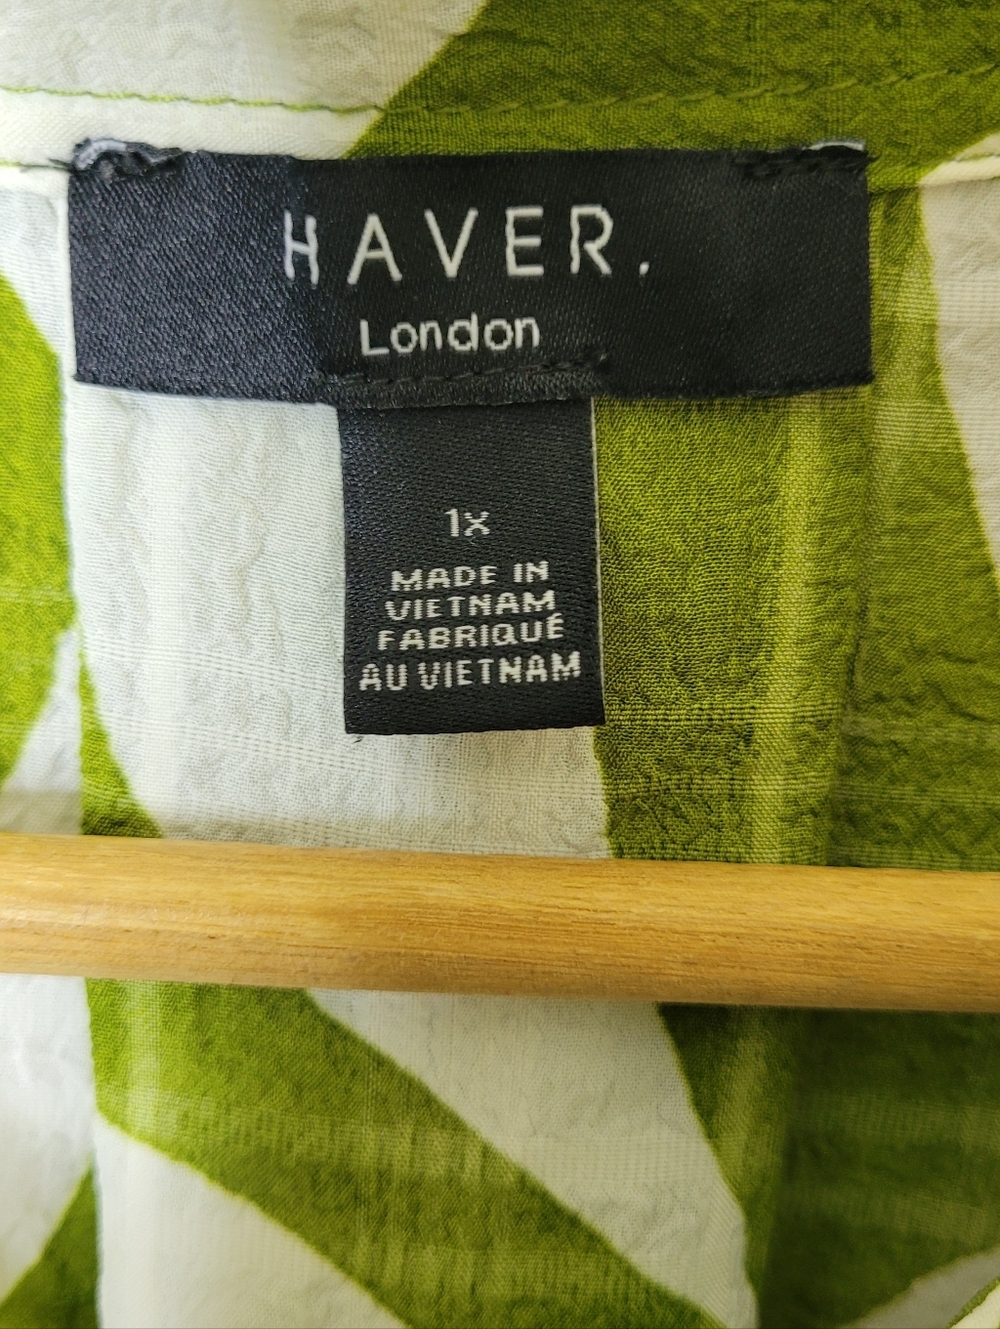 HAVER.
London
1X
MADE IN
VIETNAM
FABRIQUÉ
AU VIETNAM